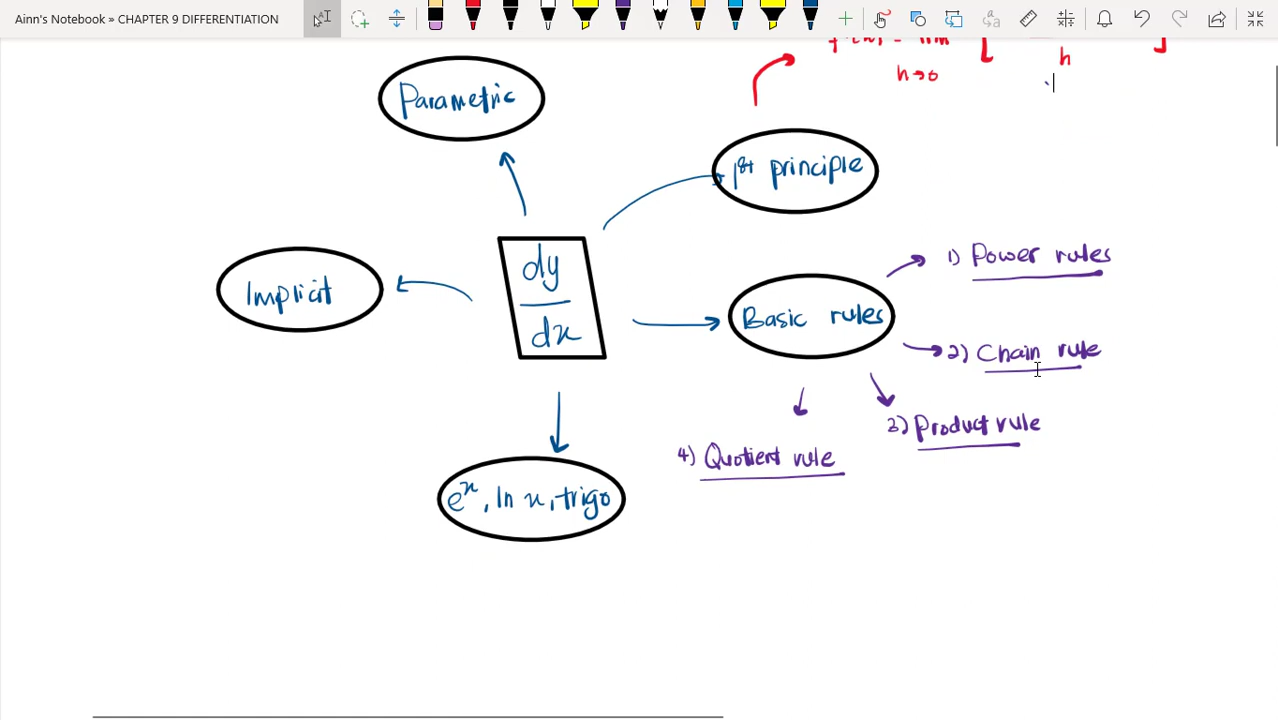 Ainn's Notebook » CHAPTER 9 DIFFERENTIATION
h→0
h
Parametric
1st principle
1) Power rules
Implicit
dy
dx
Basic rules
2) Chain rule
3) Product rule
4) Quotient rule
eˣ, ln x, trigo